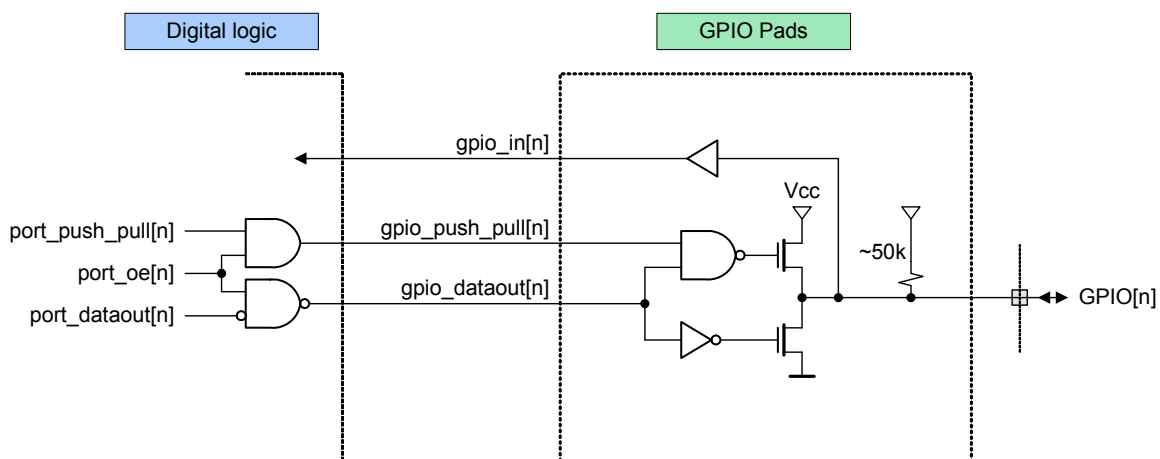 Digital logic
GPIO Pads
gpio_in[n]
Vcc
port_push_pull[n]
gpio_push_pull[n]
~50k
port_oe[n]
gpio_dataout[n]
GPIO[n]
port_dataout[n]